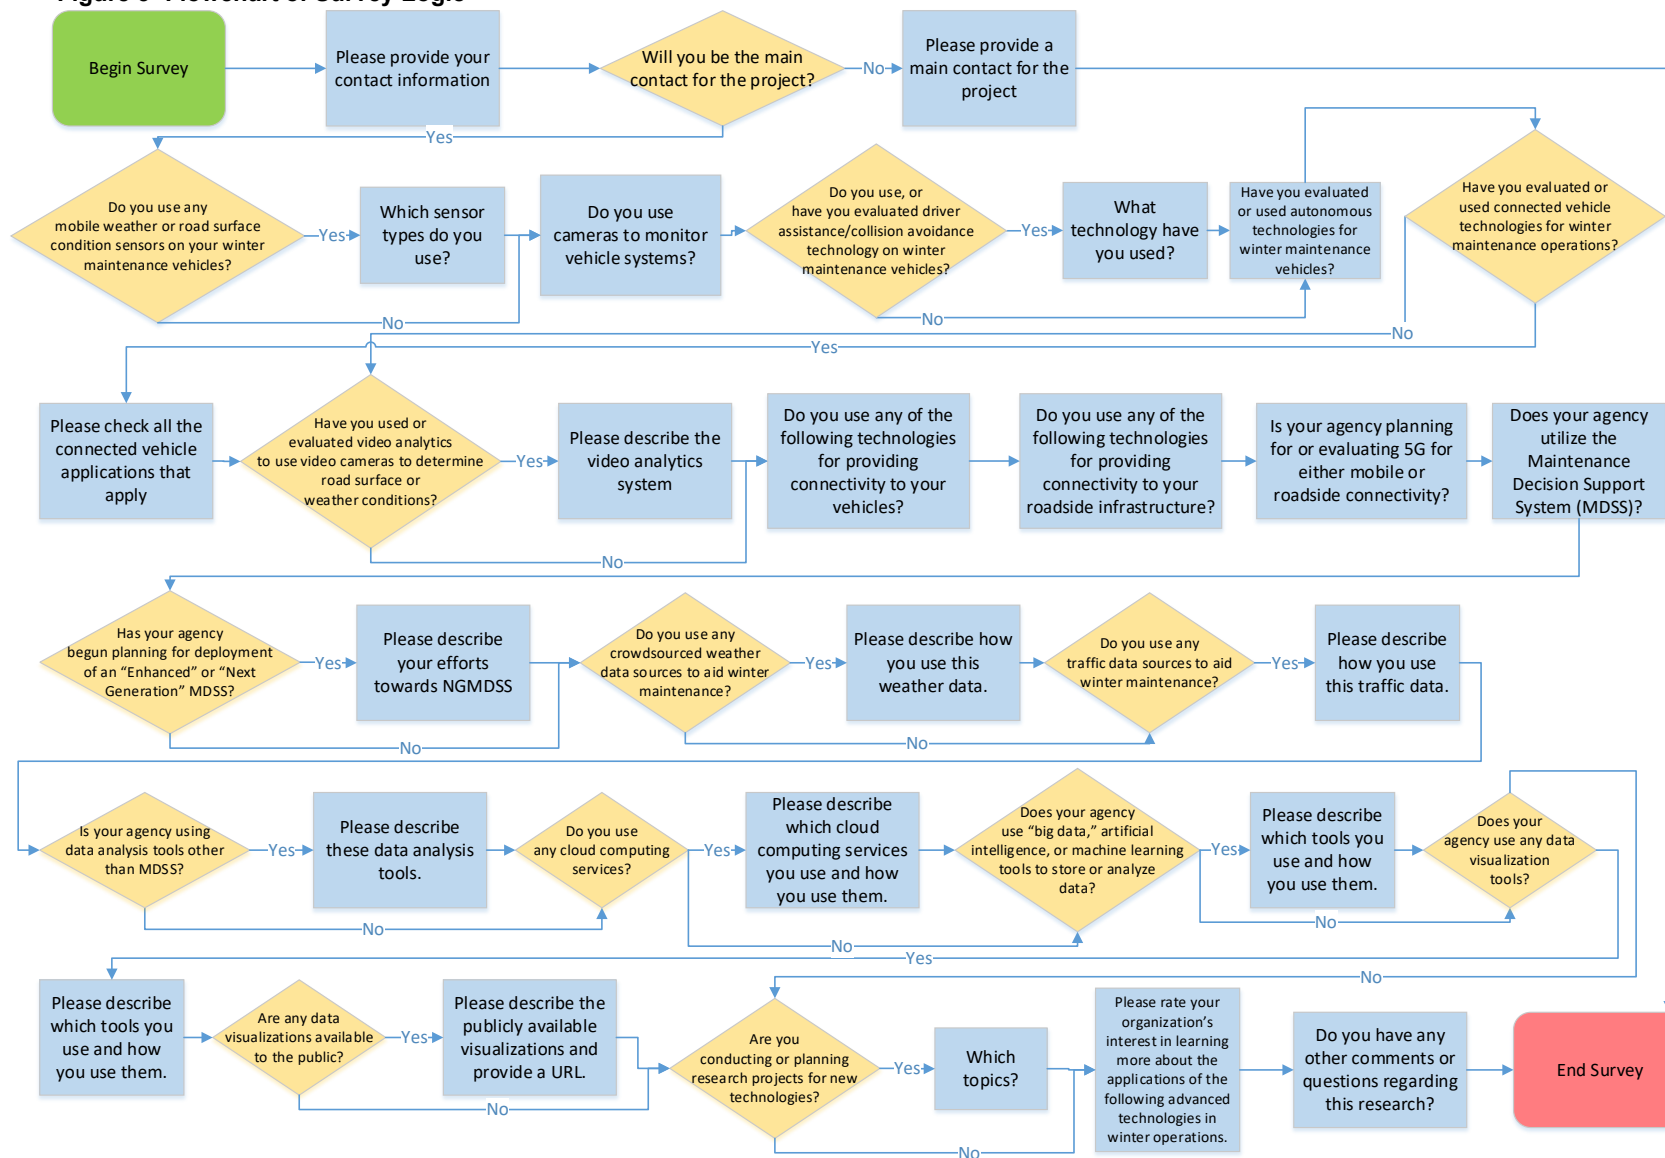 Figure 3 Flowchart of Survey Logic
Begin Survey
Please provide your
contact information
Will you be the main
contact for the project?
No
Please provide a
main contact for the
project
Yes
Do you use any
mobile weather or road surface
condition sensors on your winter
maintenance vehicles?
Yes
Which sensor
types do you
use?
No
Do you use
cameras to monitor
vehicle systems?
Do you use, or
have you evaluated driver
assistance/collision avoidance
technology on winter
maintenance vehicles?
Yes
What
technology have
you used?
No
Have you evaluated
or used autonomous
technologies for
winter maintenance
vehicles?
Have you evaluated or
used connected vehicle
technologies for winter
maintenance operations?
No
Yes
Please check all the
connected vehicle
applications that
apply
Have you used or
evaluated video analytics
to use video cameras to determine
road surface or
weather conditions?
Yes
Please describe the
video analytics
system
No
Do you use any of the
following technologies
for providing
connectivity to your
vehicles?
Do you use any of the
following technologies
for providing
connectivity to your
roadside infrastructure?
Is your agency planning
for or evaluating 5G for
either mobile or
roadside connectivity?
Does your agency
utilize the
Maintenance
Decision Support
System (MDSS)?
Has your agency
begun planning for deployment
of an “Enhanced” or “Next
Generation” MDSS?
Yes
Please describe
your efforts
towards NGMDSS
No
Do you use any
crowdsourced weather
data sources to aid winter
maintenance?
Yes
Please describe how
you use this
weather data.
No
Do you use any
traffic data sources to aid
winter maintenance?
Yes
Please describe
how you use
this traffic data.
Is your agency using
data analysis tools other
than MDSS?
Yes
Please describe
these data analysis
tools.
No
Do you use
any cloud computing
services?
Yes
Please describe
which cloud
computing services
you use and how
you use them.
No
Does your agency
use “big data,” artificial
intelligence, or machine learning
tools to store or analyze
data?
Yes
Please describe
which tools you
use and how
you use them.
No
Does your
agency use any data
visualization
tools?
Yes
No
Please describe
which tools you
use and how
you use them.
Are any data
visualizations available
to the public?
Yes
Please describe the
publicly available
visualizations and
provide a URL.
No
Are you
conducting or planning
research projects for new
technologies?
Yes
Which
topics?
No
Please rate your
organization’s
interest in learning
more about the
applications of the
following advanced
technologies in
winter operations.
Do you have any
other comments or
questions regarding
this research?
End Survey